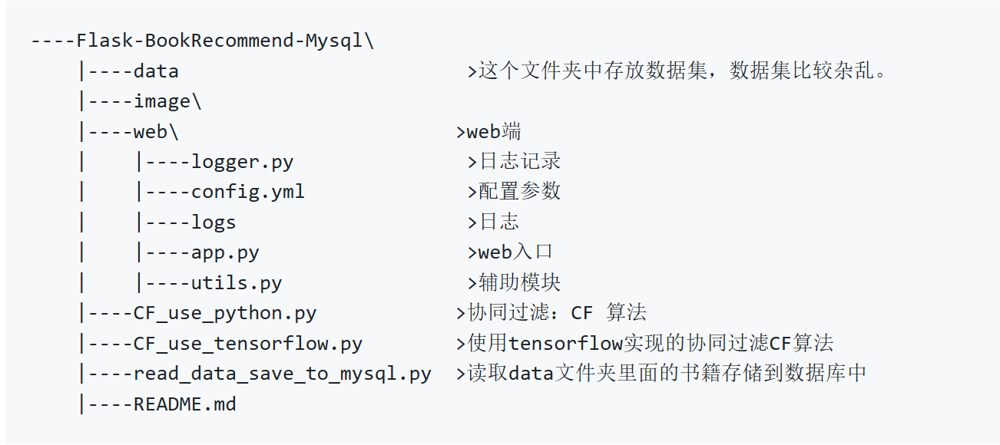 ----Flask-BookRecommend-Mysql\
    |----data                         >这个文件夹中存放数据集，数据集比较杂乱。
    |----image\
    |----web\                        >web端
    |    |----logger.py               >日志记录
    |    |----config.yml              >配置参数
    |    |----logs                    >日志
    |    |----app.py                  >web入口
    |    |----utils.py                >辅助模块
    |----CF_use_python.py            >协同过滤：CF 算法
    |----CF_use_tensorflow.py        >使用tensorflow实现的协同过滤CF算法
    |----read_data_save_to_mysql.py  >读取data文件夹里面的书籍存储到数据库中
    |----README.md